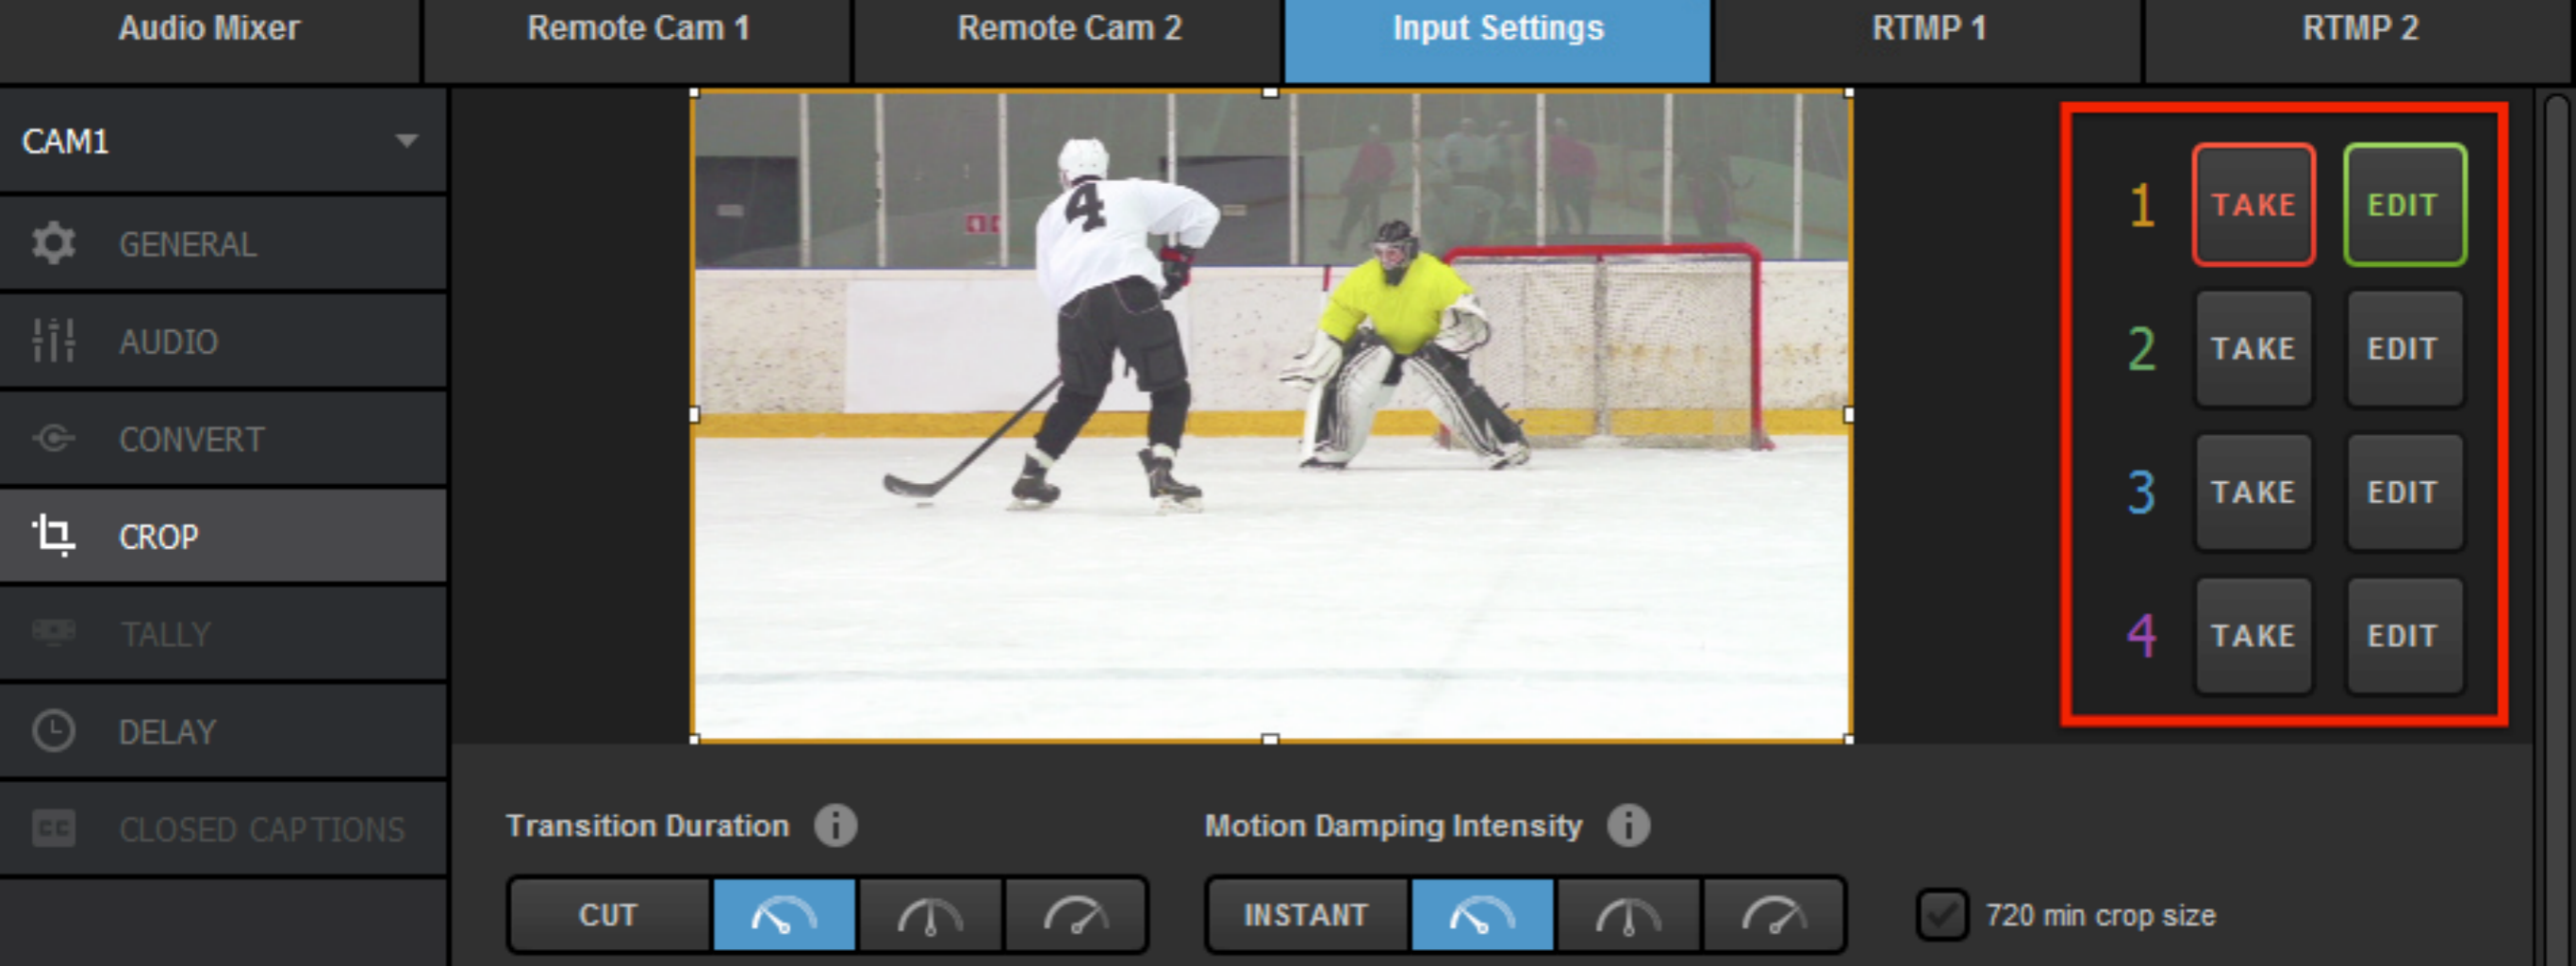 Audio Mixer
Remote Cam 1
Remote Cam 2
Input Settings
RTMP 1
RTMP 2
CAM1
GENERAL
AUDIO
CONVERT
CROP
TALLY
DELAY
CC CLOSED CAPTIONS
4
1 TAKE EDIT
2 TAKE EDIT
3 TAKE EDIT
4 TAKE EDIT
Transition Duration i
CUT
Motion Damping Intensity i
INSTANT
720 min crop size